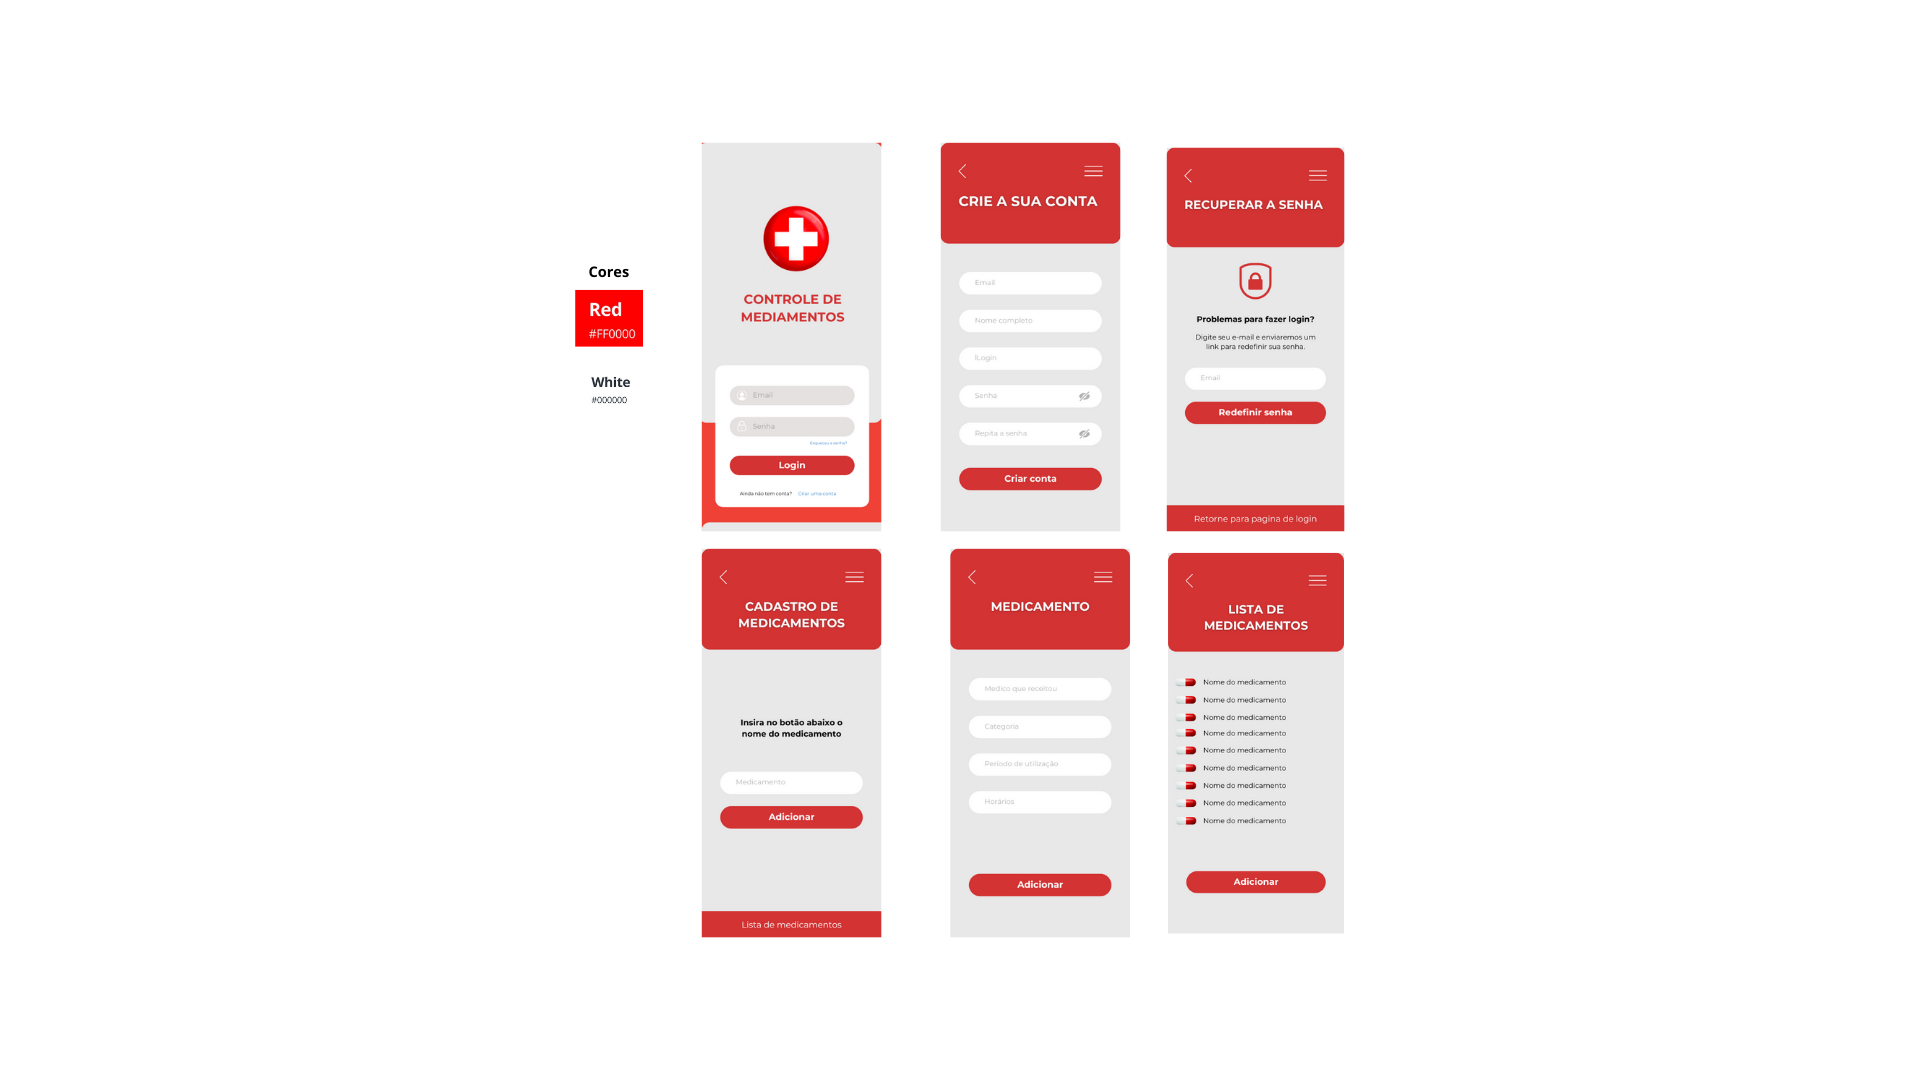 Cores
Red
#FF0000
White
#000000
CONTROLE DE
MEDIAMENTOS
Email
Senha
Esqueceu a senha?
Login
Ainda não tem conta? Criar uma conta
CRIE A SUA CONTA
Email
Nome completo
lLogin
Senha
Repita a senha
Criar conta
RECUPERAR A SENHA
Problemas para fazer login?
Digite seu e-mail e enviaremos um
link para redefinir sua senha.
Email
Redefinir senha
Retorne para pagina de login
CADASTRO DE
MEDICAMENTOS
Insira no botão abaixo o
nome do medicamento
Medicamento
Adicionar
Lista de medicamentos
MEDICAMENTO
Medico que receitou
Categoria
Período de utilização
Horários
Adicionar
LISTA DE
MEDICAMENTOS
Nome do medicamento
Nome do medicamento
Nome do medicamento
Nome do medicamento
Nome do medicamento
Nome do medicamento
Nome do medicamento
Nome do medicamento
Nome do medicamento
Adicionar